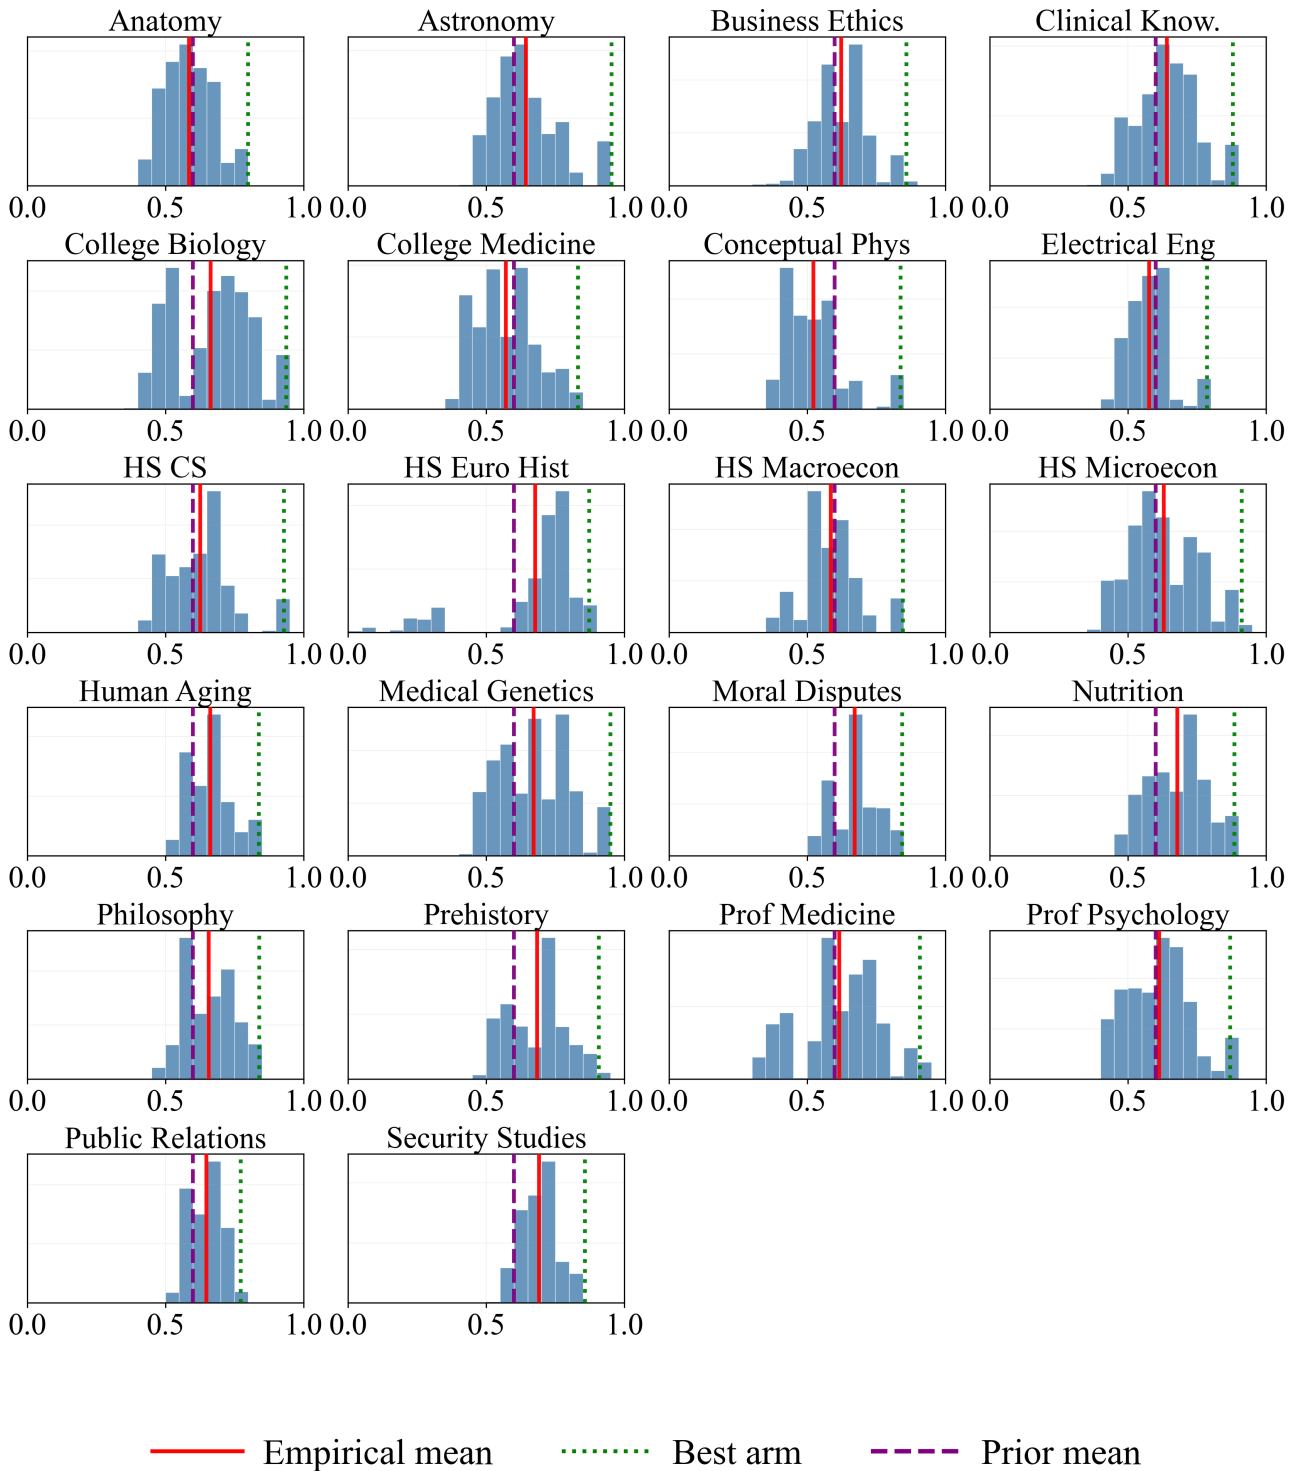 Anatomy
Astronomy
Business Ethics
Clinical Know.
0.0 0.5 1.0 0.0 0.5 1.0 0.0 0.5 1.0 0.0 0.5 1.0
College Biology
College Medicine
Conceptual Phys
Electrical Eng
0.0 0.5 1.0 0.0 0.5 1.0 0.0 0.5 1.0 0.0 0.5 1.0
HS CS
HS Euro Hist
HS Macroecon
HS Microecon
0.0 0.5 1.0 0.0 0.5 1.0 0.0 0.5 1.0 0.0 0.5 1.0
Human Aging
Medical Genetics
Moral Disputes
Nutrition
0.0 0.5 1.0 0.0 0.5 1.0 0.0 0.5 1.0 0.0 0.5 1.0
Philosophy
Prehistory
Prof Medicine
Prof Psychology
0.0 0.5 1.0 0.0 0.5 1.0 0.0 0.5 1.0 0.0 0.5 1.0
Public Relations
Security Studies
0.0 0.5 1.0 0.0 0.5 1.0
Empirical mean
Best arm
Prior mean